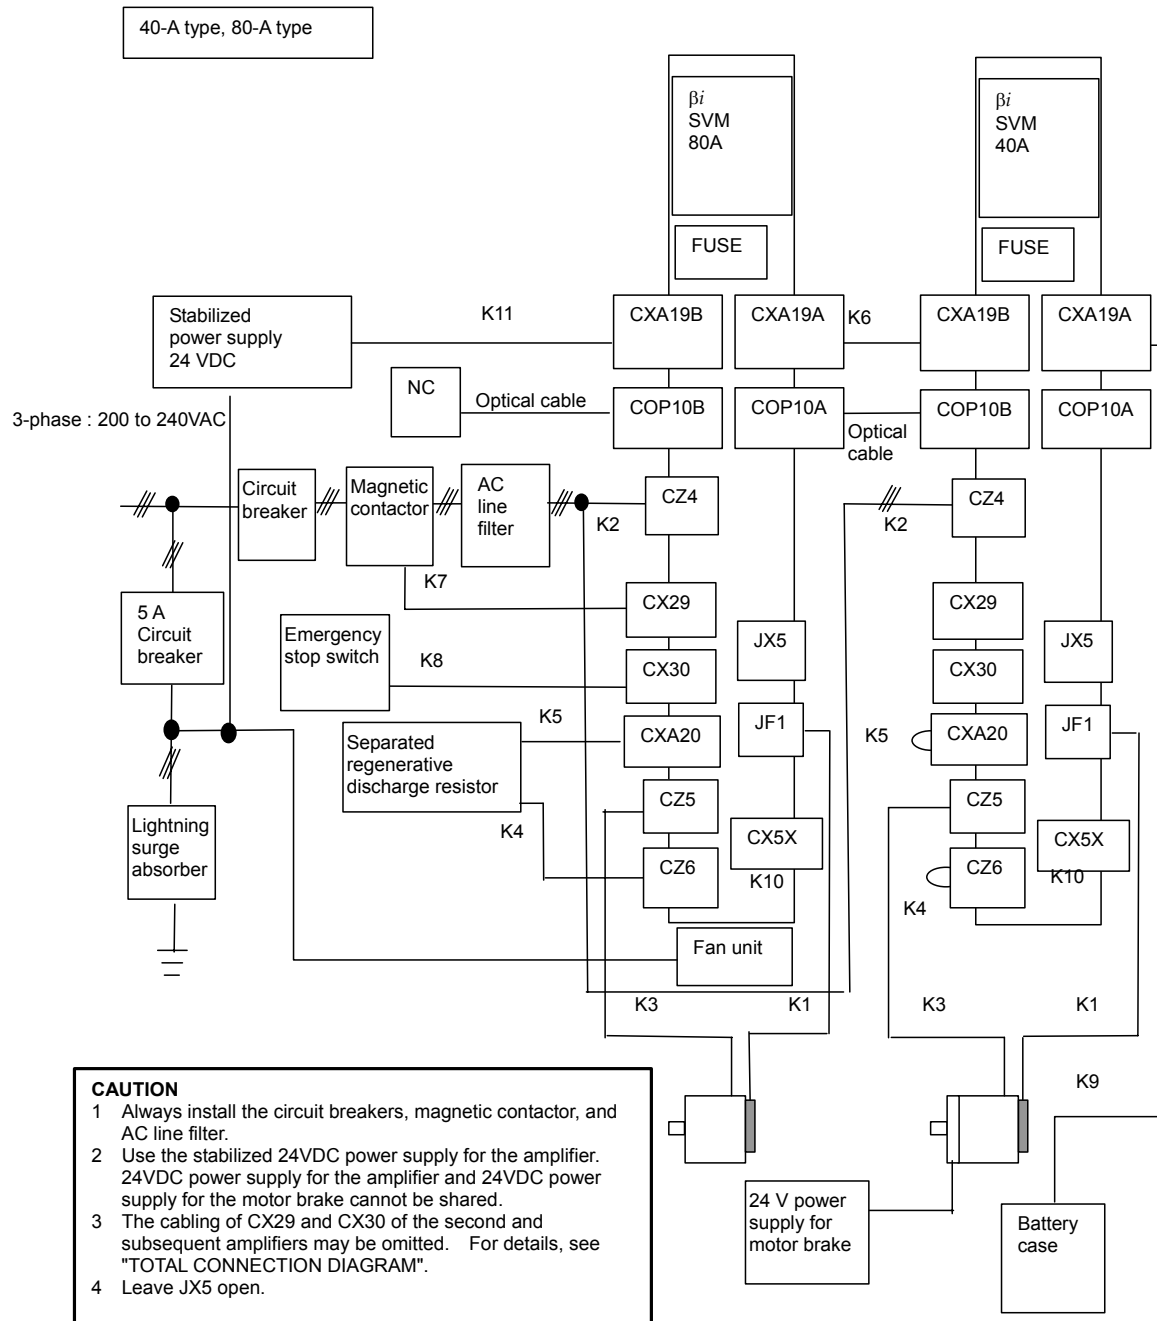 40-A type, 80-A type
βi
SVM
80A
βi
SVM
40A
FUSE
FUSE
Stabilized
power supply
24 VDC
K11
CXA19B
CXA19A
K6
CXA19B
CXA19A
NC
Optical cable
COP10B
COP10A
Optical
cable
COP10B
COP10A
3-phase : 200 to 240VAC
Circuit
breaker
Magnetic
contactor
AC
line
filter
K2
CZ4
K2
CZ4
K7
CX29
CX29
5 A
Circuit
breaker
Emergency
stop switch
K8
CX30
JX5
CX30
JX5
K5
CXA20
JF1
K5
CXA20
JF1
Separated
regenerative
discharge resistor
K4
CZ5
CZ5
CX5X
CX5X
Lightning
surge
absorber
CZ6
K10
K4
CZ6
K10
Fan unit
K3
K1
K3
K1
K9
24 V power
supply for
motor brake
Battery
case
CAUTION
1 Always install the circuit breakers, magnetic contactor, and
AC line filter.
2 Use the stabilized 24VDC power supply for the amplifier.
24VDC power supply for the amplifier and 24VDC power
supply for the motor brake cannot be shared.
3 The cabling of CX29 and CX30 of the second and
subsequent amplifiers may be omitted. For details, see
"TOTAL CONNECTION DIAGRAM".
4 Leave JX5 open.